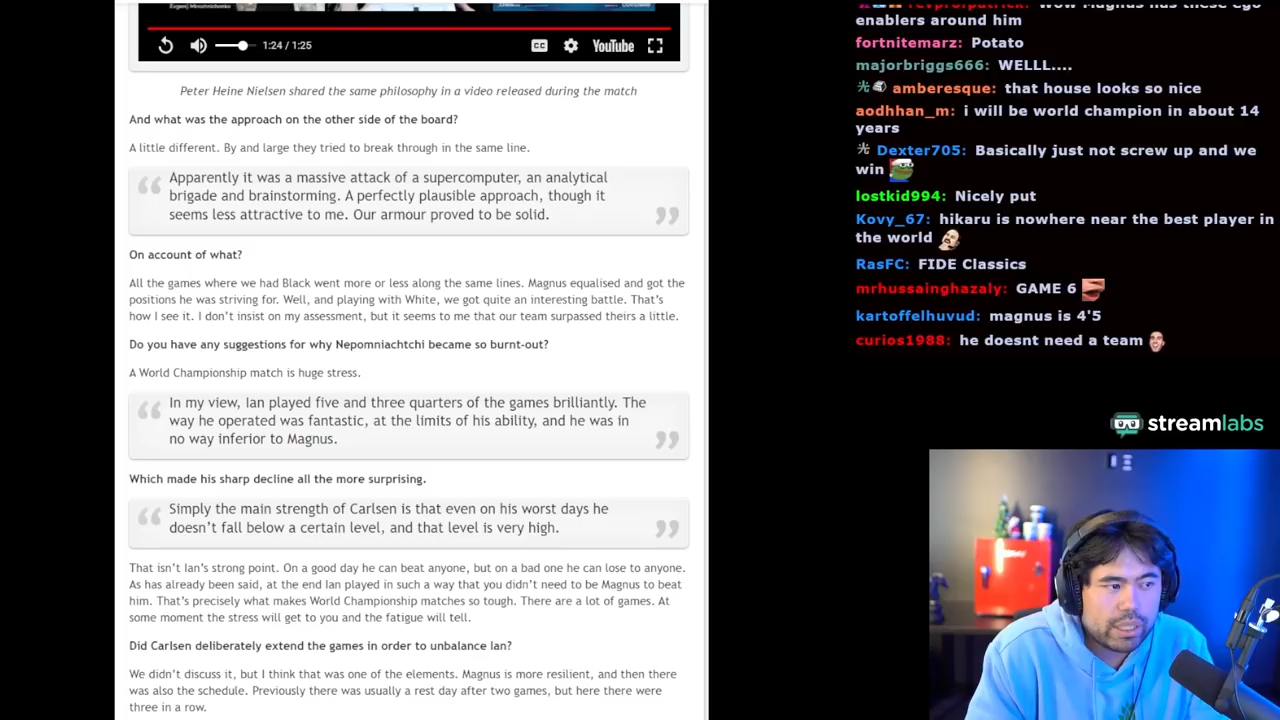 Evgenij Miroshnichenko
1:24 / 1:25
CC
YouTube
Peter Heine Nielsen shared the same philosophy in a video released during the match
And what was the approach on the other side of the board?
A little different. By and large they tried to break through in the same line.
Apparently it was a massive attack of a supercomputer, an analytical
brigade and brainstorming. A perfectly plausible approach, though it
seems less attractive to me. Our armour proved to be solid.
On account of what?
All the games where we had Black went more or less along the same lines. Magnus equalised and got the
positions he was striving for. Well, and playing with White, we got quite an interesting battle. That's
how I see it. I don't insist on my assessment, but it seems to me that our team surpassed theirs a little.
Do you have any suggestions for why Nepomniachtchi became so burnt-out?
A World Championship match is huge stress.
In my view, Ian played five and three quarters of the games brilliantly. The
way he operated was fantastic, at the limits of his ability, and he was in
no way inferior to Magnus.
Which made his sharp decline all the more surprising.
Simply the main strength of Carlsen is that even on his worst days he
doesn't fall below a certain level, and that level is very high.
That isn't Ian's strong point. On a good day he can beat anyone, but on a bad one he can lose to anyone.
As has already been said, at the end Ian played in such a way that you didn't need to be Magnus to beat
him. That's precisely what makes World Championship matches so tough. There are a lot of games. At
some moment the stress will get to you and the fatigue will tell.
Did Carlsen deliberately extend the games in order to unbalance Ian?
We didn't discuss it, but I think that was one of the elements. Magnus is more resilient, and then there
was also the schedule. Previously there was usually a rest day after two games, but here there were
three in a row.
revprofpatrick: Wow Magnus has these ego
enablers around him
fortnitemarz: Potato
majorbriggs666: WELLL....
amberesque: that house looks so nice
aodhhan_m: i will be world champion in about 14
years
Dexter705: Basically just not screw up and we
win
lostkid994: Nicely put
Kovy_67: hikaru is nowhere near the best player in
the world
RasFC: FIDE Classics
mrhussainghazaly: GAME 6
kartoffelhuvud: magnus is 4'5
curios1988: he doesnt need a team
streamlabs